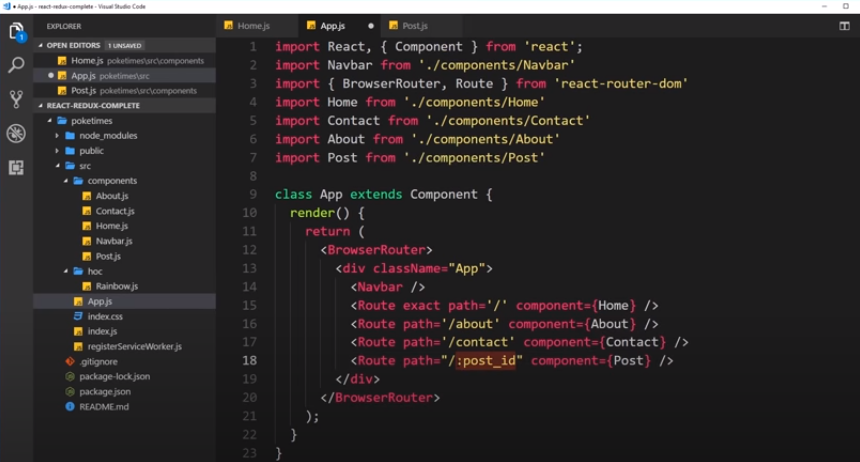 App.js - react-redux-complete - Visual Studio Code
EXPLORER
OPEN EDITORS 1 UNSAVED
Home.js poketimes\src\components
App.js poketimes\src
Post.js poketimes\src\components
REACT-REDUX-COMPLETE
poketimes
node_modules
public
src
components
About.js
Contact.js
Home.js
Navbar.js
Post.js
hoc
Rainbow.js
App.js
index.css
index.js
registerServiceWorker.js
.gitignore
package-lock.json
package.json
README.md
1
Home.js App.js Post.js
1 import React, { Component } from 'react';
2 import Navbar from './components/Navbar'
3 import { BrowserRouter, Route } from 'react-router-dom'
4 import Home from './components/Home'
5 import Contact from './components/Contact'
6 import About from './components/About'
7 import Post from './components/Post'
8
9 class App extends Component {
10 render() {
11 return (
12 <BrowserRouter>
13 <div className="App">
14 <Navbar />
15 <Route exact path='/' component={Home} />
16 <Route path='/about' component={About} />
17 <Route path='/contact' component={Contact} />
18 <Route path="/:post_id" component={Post} />
19 </div>
20 </BrowserRouter>
21 );
22 }
23 }